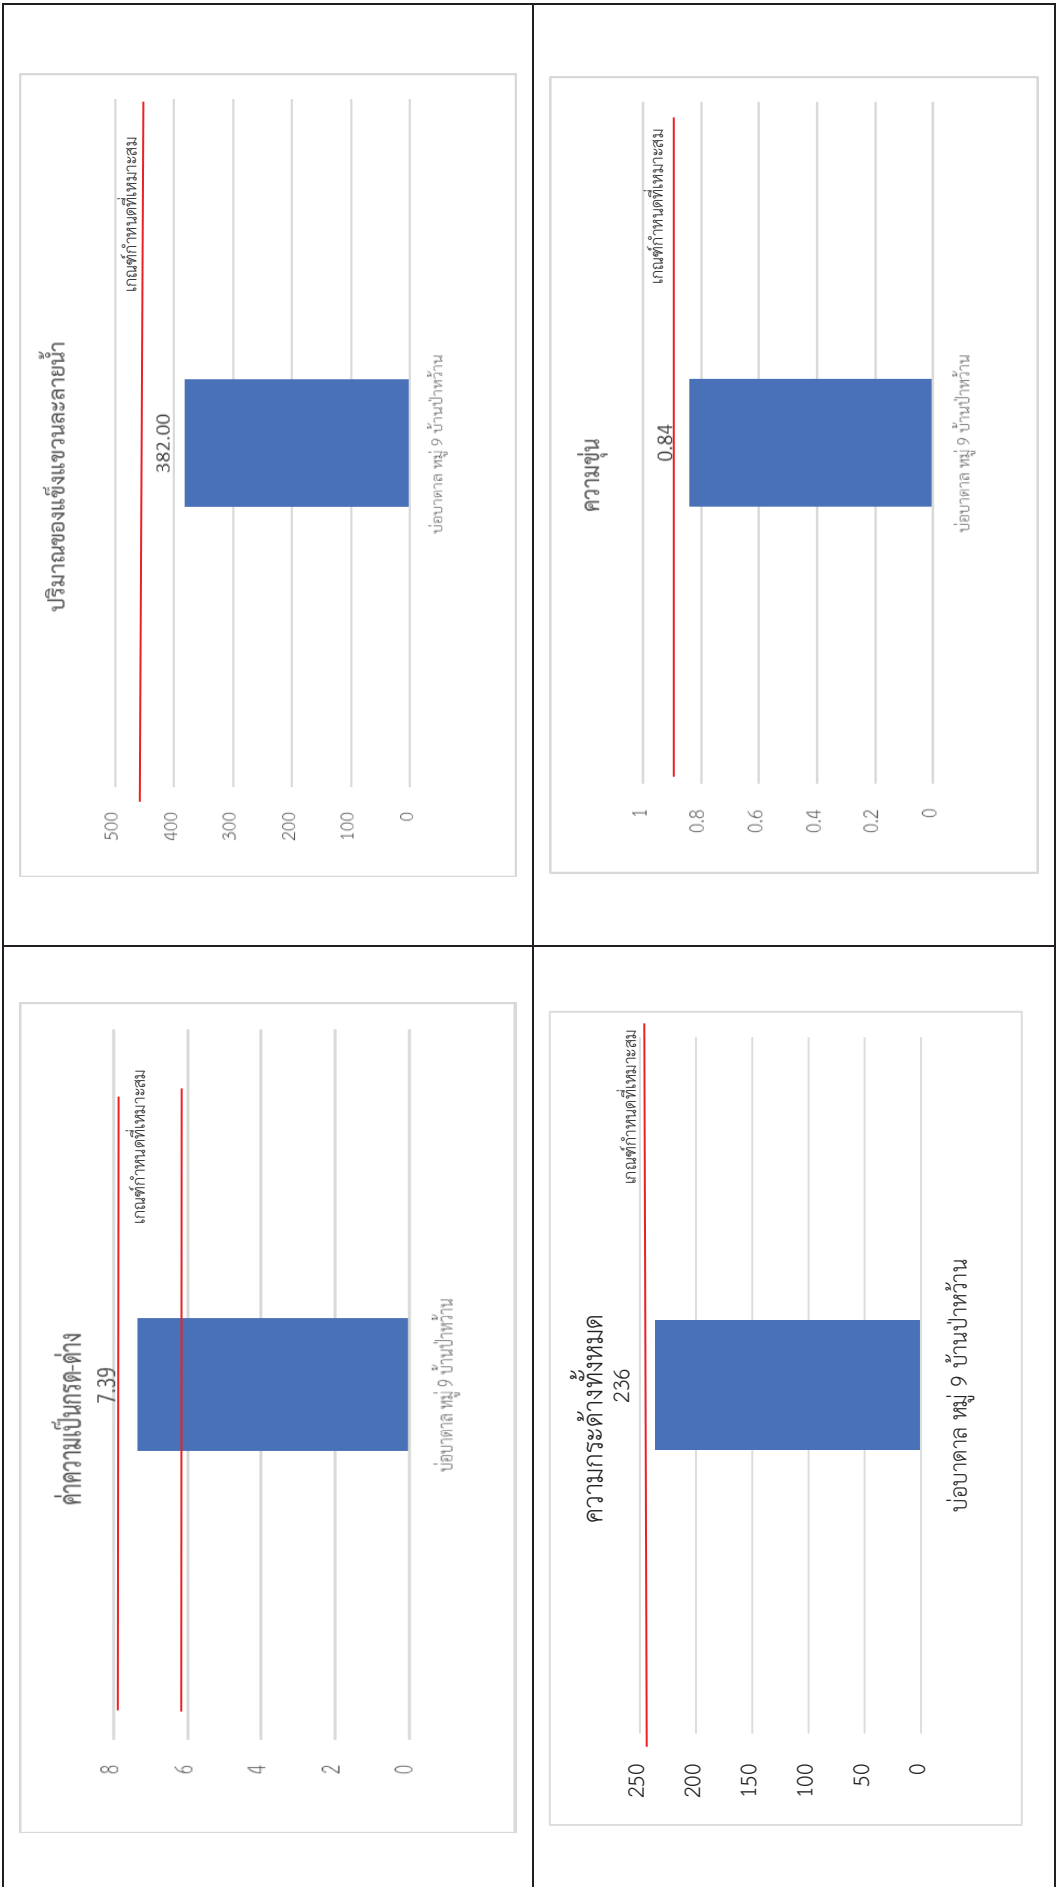 ค่าความเป็นกรด-ด่าง
7.39
เกณฑ์กำหนดที่เหมาะสม
8
6
4
2
0
บ่อบาดาล หมู่ 9 บ้านป่าหว้าน
ปริมาณของแข็งแขวนละลายน้ำ
เกณฑ์กำหนดที่เหมาะสม
382.00
500
400
300
200
100
0
บ่อบาดาล หมู่ 9 บ้านป่าหว้าน
ความกระด้างทั้งหมด
236
เกณฑ์กำหนดที่เหมาะสม
250
200
150
100
50
0
บ่อบาดาล หมู่ 9 บ้านป่าหว้าน
ความขุ่น
เกณฑ์กำหนดที่เหมาะสม
0.84
1
0.8
0.6
0.4
0.2
0
บ่อบาดาล หมู่ 9 บ้านป่าหว้าน